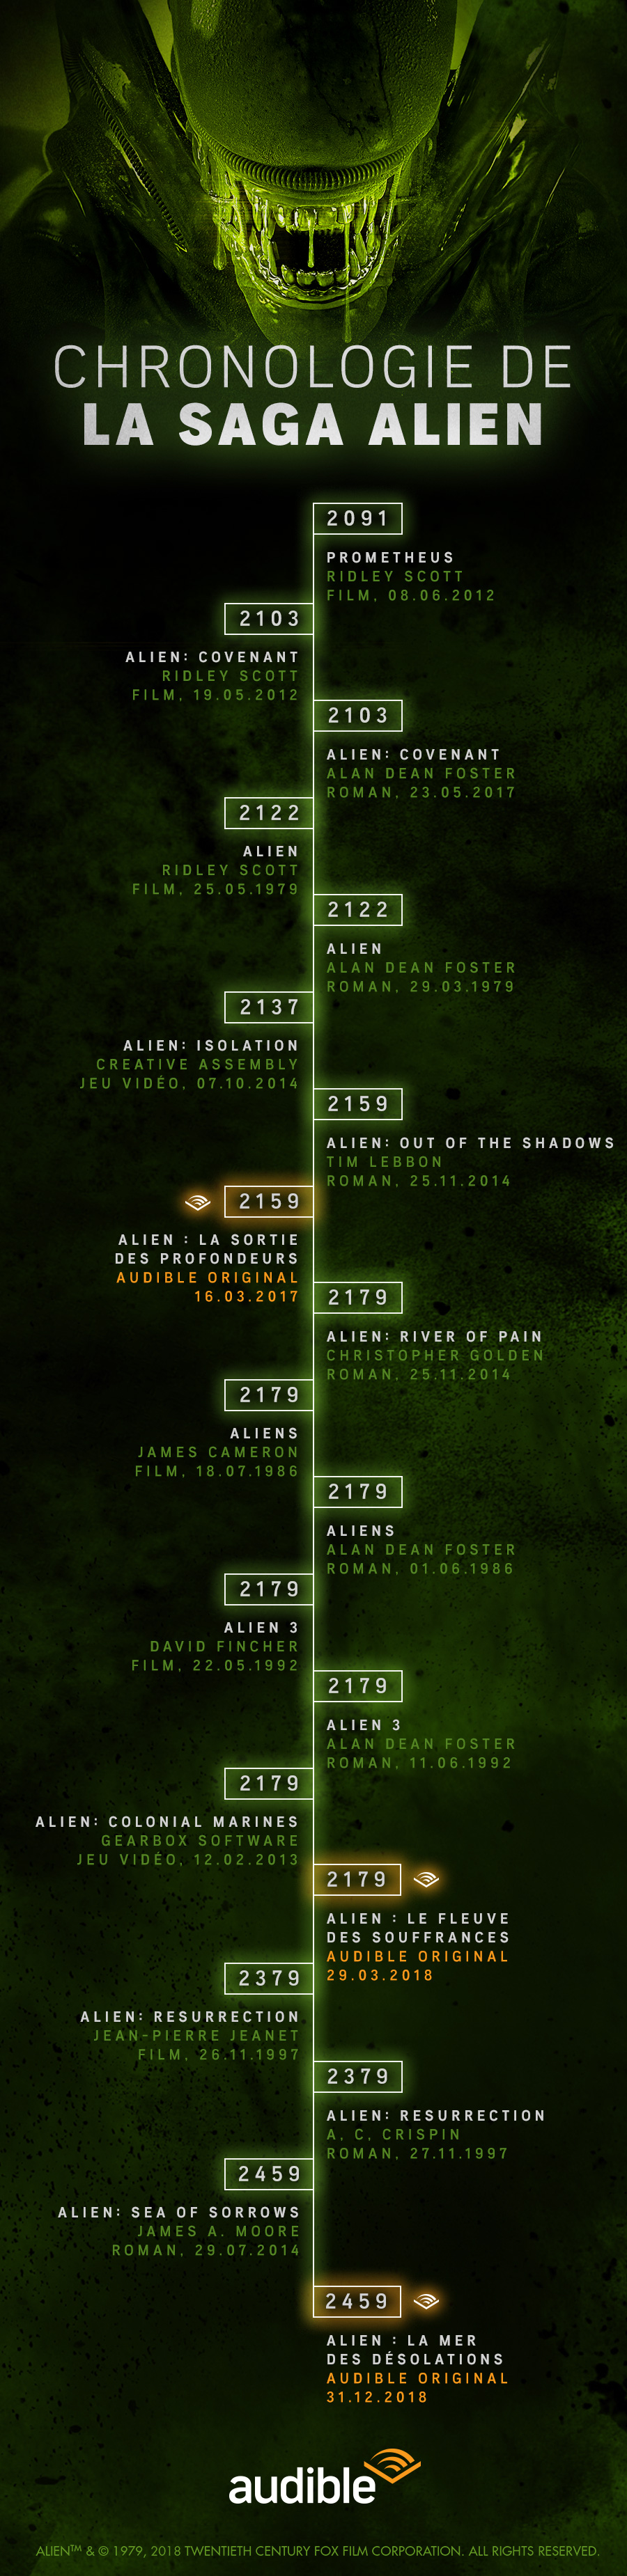 CHRONOLOGIE DE
LA SAGA ALIEN
2091
PROMETHEUS
RIDLEY SCOTT
FILM, 08.06.2012
2103
ALIEN: COVENANT
RIDLEY SCOTT
FILM, 19.05.2012
2103
ALIEN: COVENANT
ALAN DEAN FOSTER
ROMAN, 23.05.2017
2122
ALIEN
RIDLEY SCOTT
FILM, 25.05.1979
2122
ALIEN
ALAN DEAN FOSTER
ROMAN, 29.03.1979
2137
ALIEN: ISOLATION
CREATIVE ASSEMBLY
JEU VIDÉO, 07.10.2014
2159
ALIEN: OUT OF THE SHADOWS
TIM LEBBON
ROMAN, 25.11.2014
2159
ALIEN : LA SORTIE
DES PROFONDEURS
AUDIBLE ORIGINAL
16.03.2017
2179
ALIEN: RIVER OF PAIN
CHRISTOPHER GOLDEN
ROMAN, 25.11.2014
2179
ALIENS
JAMES CAMERON
FILM, 18.07.1986
2179
ALIENS
ALAN DEAN FOSTER
ROMAN, 01.06.1986
2179
ALIEN 3
DAVID FINCHER
FILM, 22.05.1992
2179
ALIEN 3
ALAN DEAN FOSTER
ROMAN, 11.06.1992
2179
ALIEN: COLONIAL MARINES
GEARBOX SOFTWARE
JEU VIDÉO, 12.02.2013
2179
ALIEN : LE FLEUVE
DES SOUFFRANCES
AUDIBLE ORIGINAL
29.03.2018
2379
ALIEN: RESURRECTION
JEAN-PIERRE JEANET
FILM, 26.11.1997
2379
ALIEN: RESURRECTION
A, C, CRISPIN
ROMAN, 27.11.1997
2459
ALIEN: SEA OF SORROWS
JAMES A. MOORE
ROMAN, 29.07.2014
2459
ALIEN : LA MER
DES DÉSOLATIONS
AUDIBLE ORIGINAL
31.12.2018
audible
ALIEN™ & © 1979, 2018 TWENTIETH CENTURY FOX FILM CORPORATION. ALL RIGHTS RESERVED.